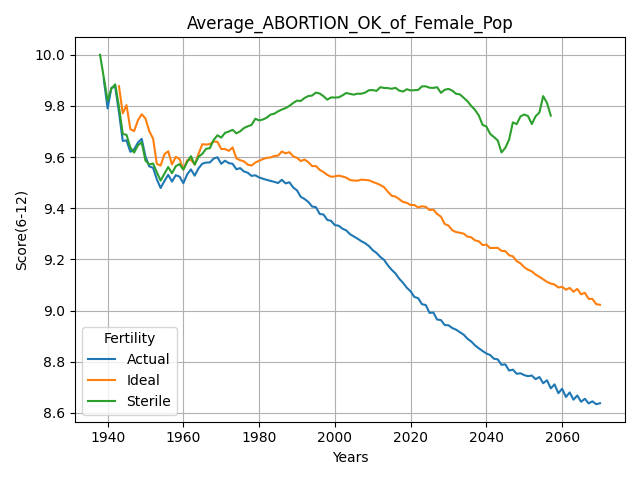 Average_ABORTION_OK_of_Female_Pop
Score(6-12)
10.0
9.8
9.6
9.4
9.2
9.0
8.8
8.6
Fertility
Actual
Ideal
Sterile
1940 1960 1980 2000 2020 2040 2060
Years